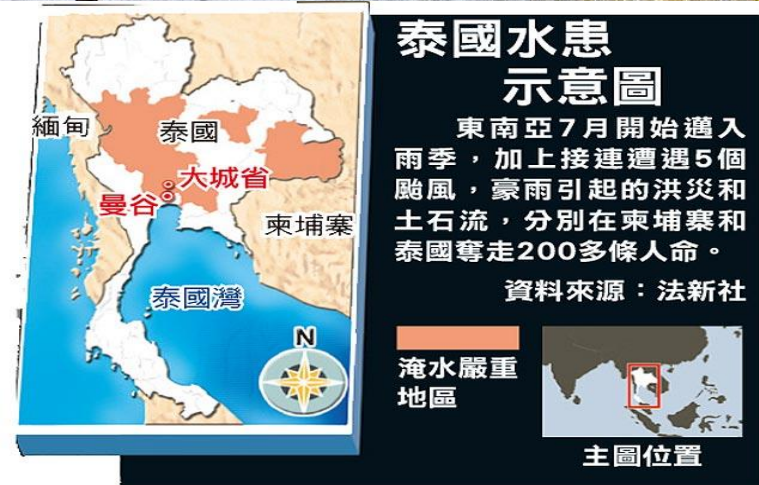 泰國水患
示意圖
東南亞7月開始邁入
雨季，加上接連遭遇5個
颱風，豪雨引起的洪災和
土石流，分別在柬埔寨和
泰國奪走200多條人命。
資料來源：法新社
緬甸
泰國
大城省
曼谷
柬埔寨
泰國灣
N
淹水嚴重
地區
主圖位置